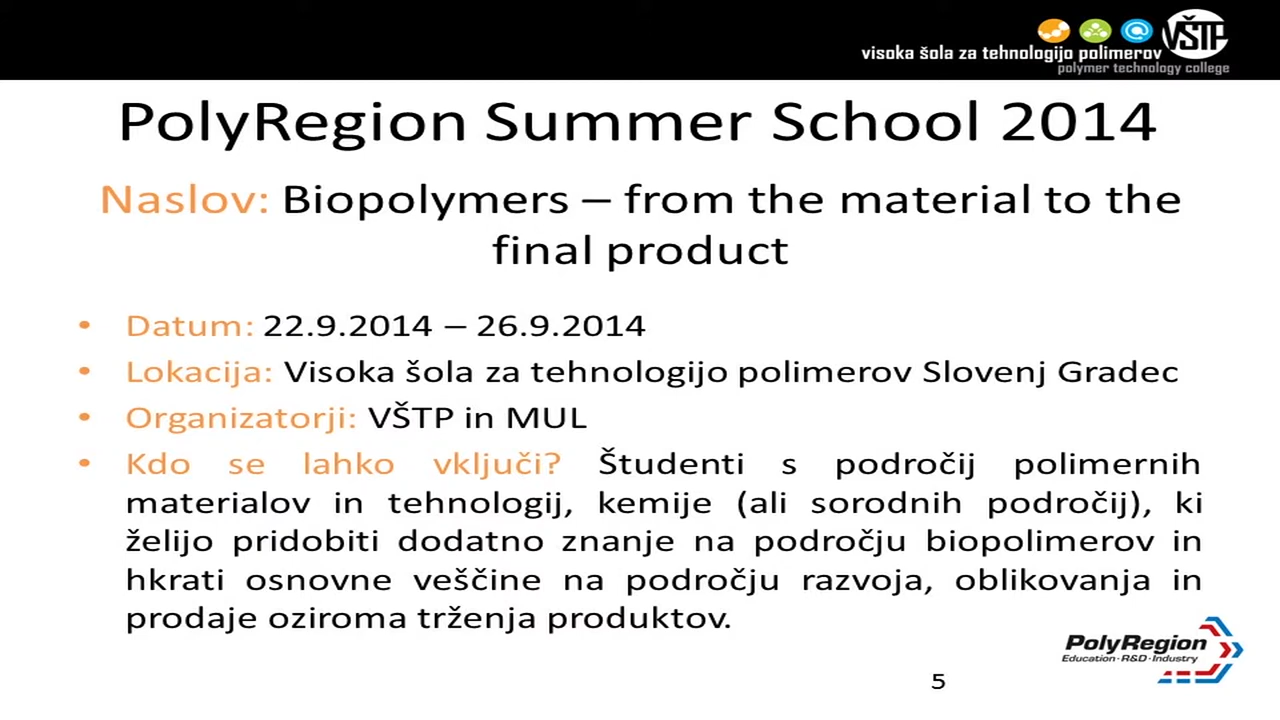 VŠTP
visoka šola za tehnologijo polimerov
polymer technology college
PolyRegion Summer School 2014
Naslov: Biopolymers – from the material to the
final product
• Datum: 22.9.2014 – 26.9.2014
• Lokacija: Visoka šola za tehnologijo polimerov Slovenj Gradec
• Organizatorji: VŠTP in MUL
• Kdo se lahko vključi? Študenti s področij polimernih
materialov in tehnologij, kemije (ali sorodnih področij), ki
želijo pridobiti dodatno znanje na področju biopolimerov in
hkrati osnovne veščine na področju razvoja, oblikovanja in
prodaje oziroma trženja produktov.
PolyRegion
Education·R&D·Industry
5